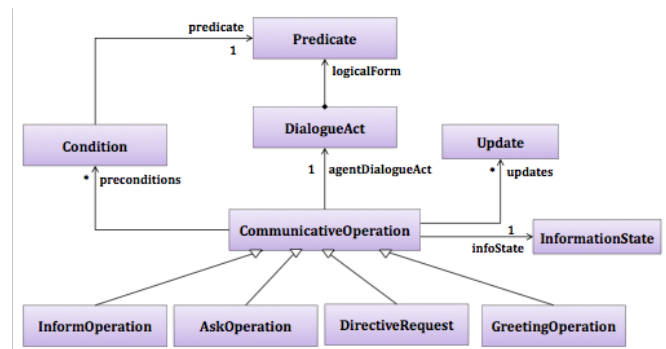 predicate
1
Predicate
logicalForm
Condition
DialogueAct
Update
* preconditions
1 agentDialogueAct
* updates
CommunicativeOperation
1
infoState
InformationState
InformOperation
AskOperation
DirectiveRequest
GreetingOperation